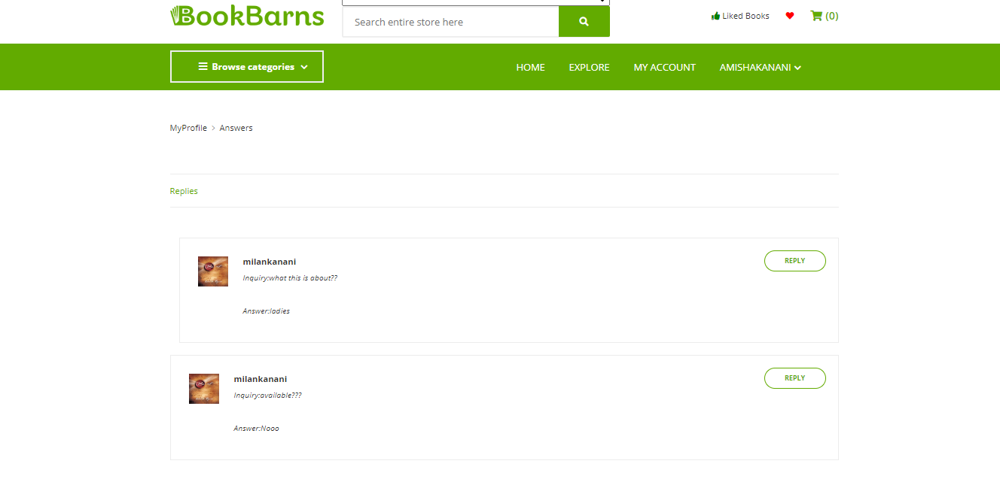 BookBarns
Search entire store here
Liked Books
(0)
Browse categories
HOME
EXPLORE
MY ACCOUNT
AMISHAKANANI
MyProfile > Answers
Replies
milankanani
REPLY
Inquiry:what this is about??
Answer:ladies
milankanani
REPLY
Inquiry:available???
Answer:Nooo